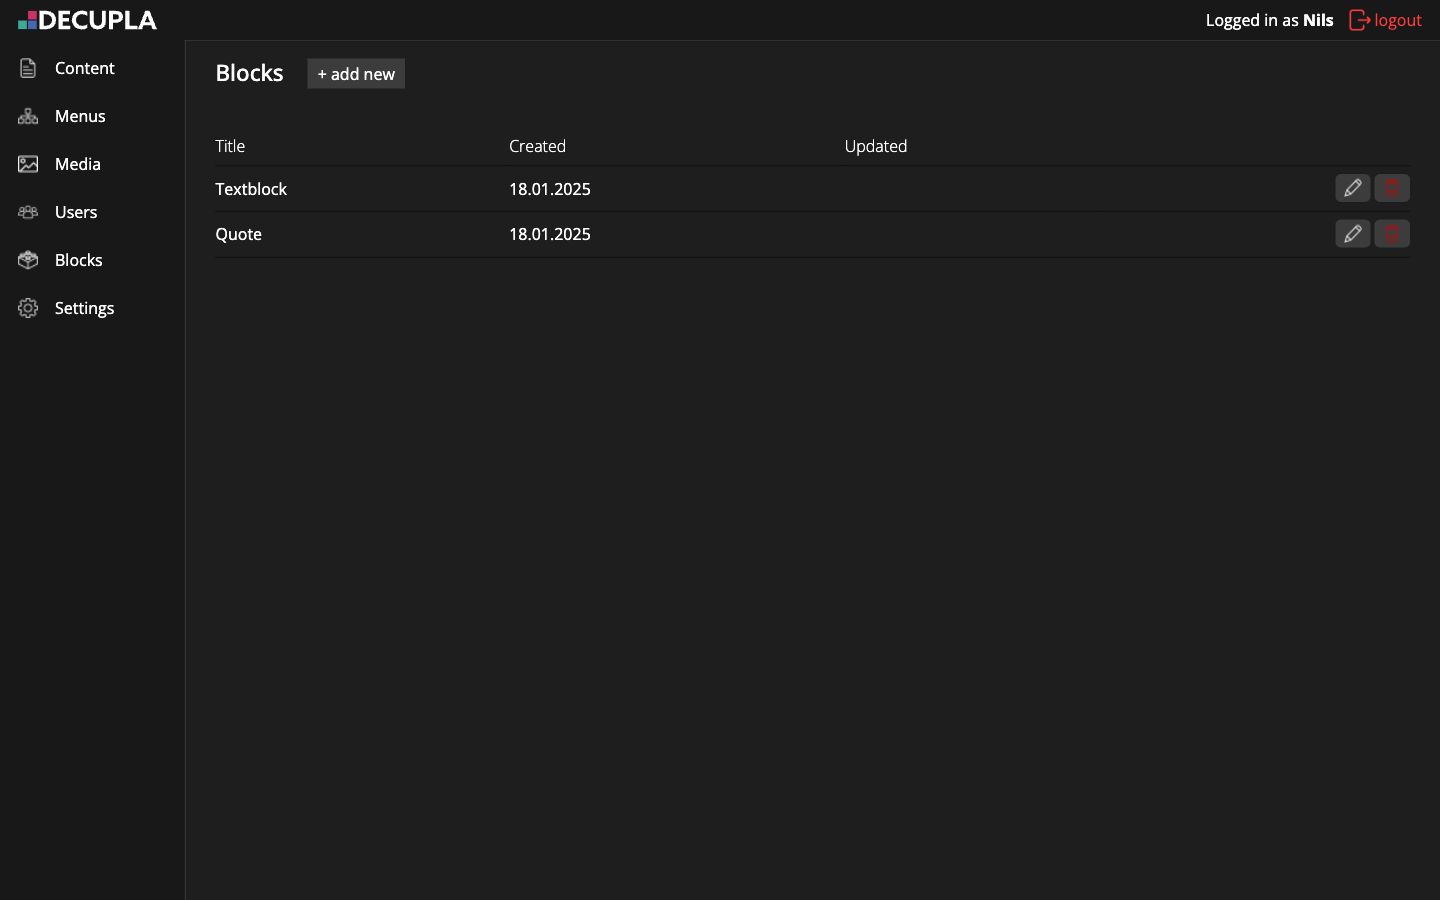 DECUPLA
Logged in as Nils logout
Content
Menus
Media
Users
Blocks
Settings
Blocks + add new
Title Created Updated
Textblock 18.01.2025
Quote 18.01.2025